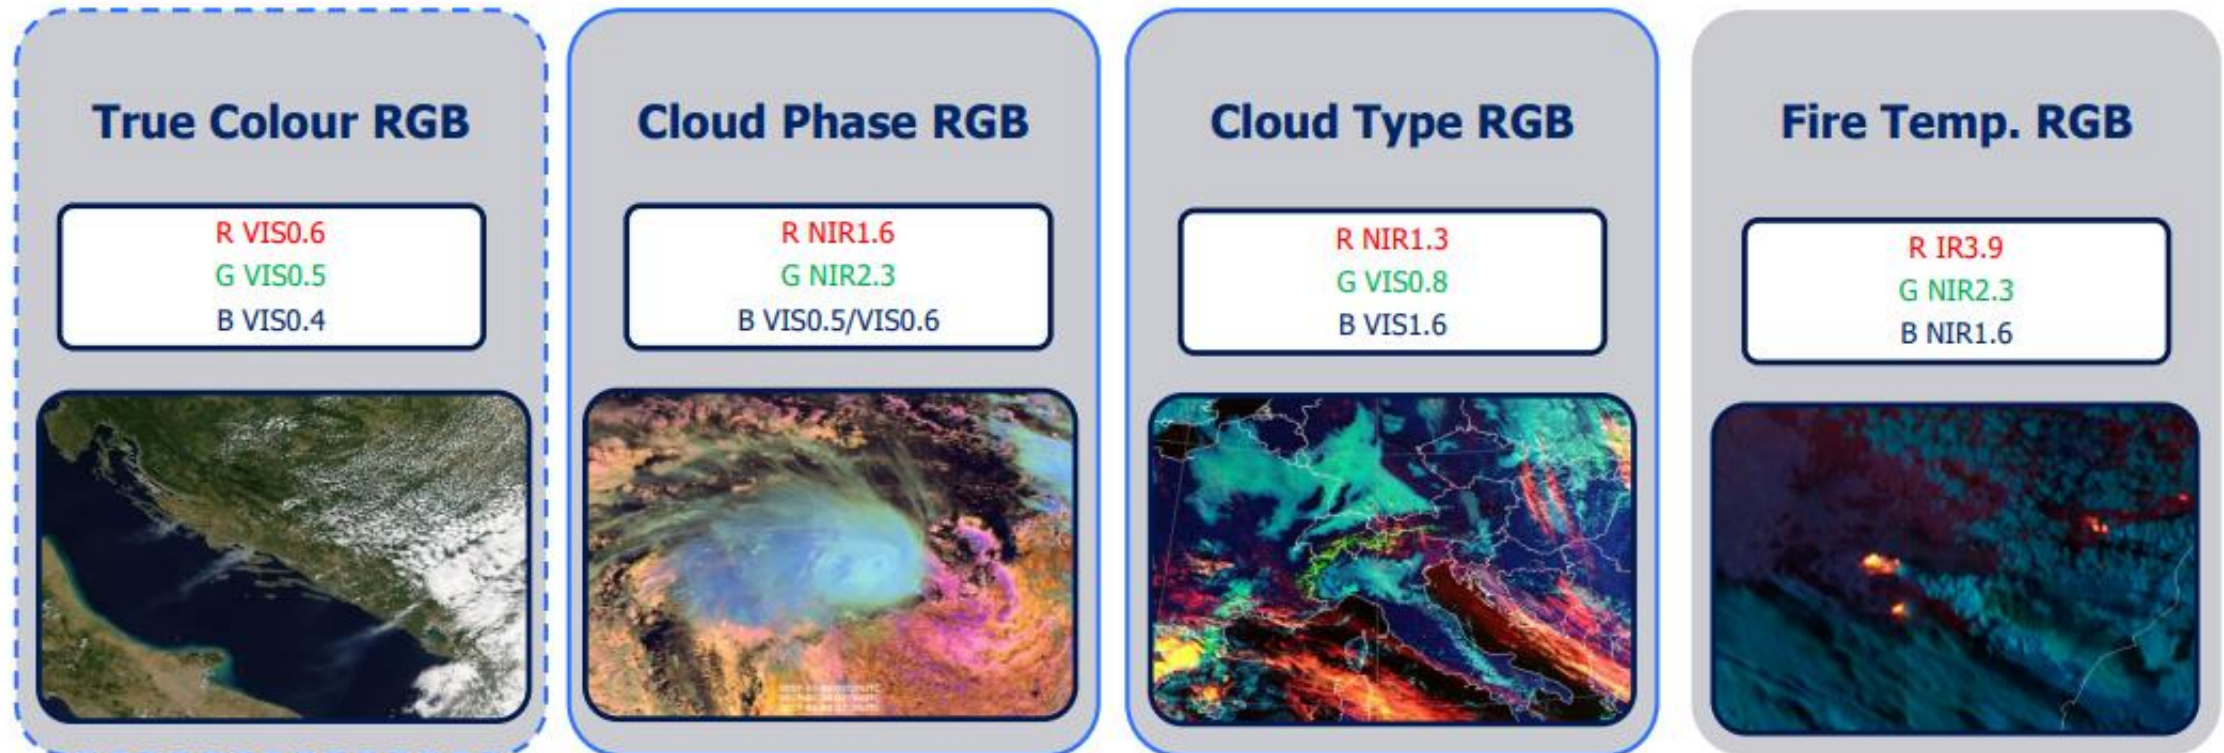 True Colour RGB
R VIS0.6
G VIS0.5
B VIS0.4
Cloud Phase RGB
R NIR1.6
G NIR2.3
B VIS0.5/VIS0.6
Cloud Type RGB
R NIR1.3
G VIS0.8
B VIS1.6
Fire Temp. RGB
R IR3.9
G NIR2.3
B NIR1.6